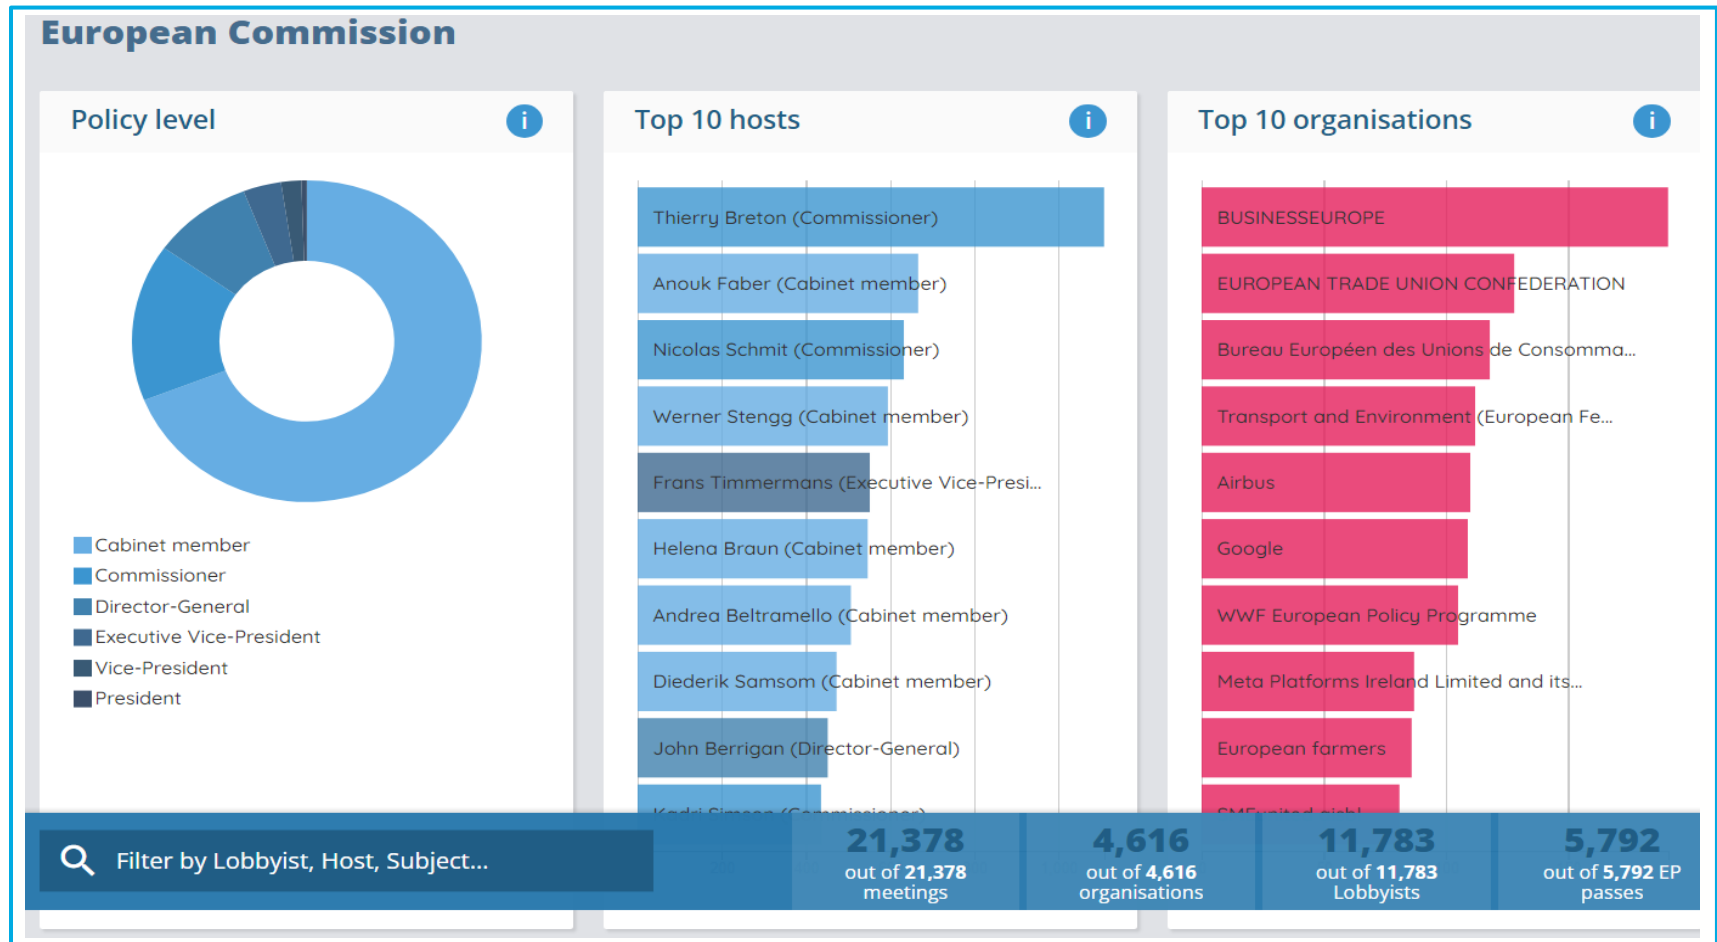 European Commission
Policy level
i
Cabinet member
Commissioner
Director-General
Executive Vice-President
Vice-President
President
Top 10 hosts
i
Thierry Breton (Commissioner)
Anouk Faber (Cabinet member)
Nicolas Schmit (Commissioner)
Werner Stengg (Cabinet member)
Frans Timmermans (Executive Vice-Presi...
Helena Braun (Cabinet member)
Andrea Beltramello (Cabinet member)
Diederik Samsom (Cabinet member)
John Berrigan (Director-General)
Kadri Simson (Commissioner)
Top 10 organisations
i
BUSINESSEUROPE
EUROPEAN TRADE UNION CONFEDERATION
Bureau Européen des Unions de Consomma...
Transport and Environment (European Fe...
Airbus
Google
WWF European Policy Programme
Meta Platforms Ireland Limited and its...
European farmers
SMEunited aisbl
Filter by Lobbyist, Host, Subject...
21,378
out of 21,378
meetings
4,616
out of 4,616
organisations
11,783
out of 11,783
Lobbyists
5,792
out of 5,792 EP
passes